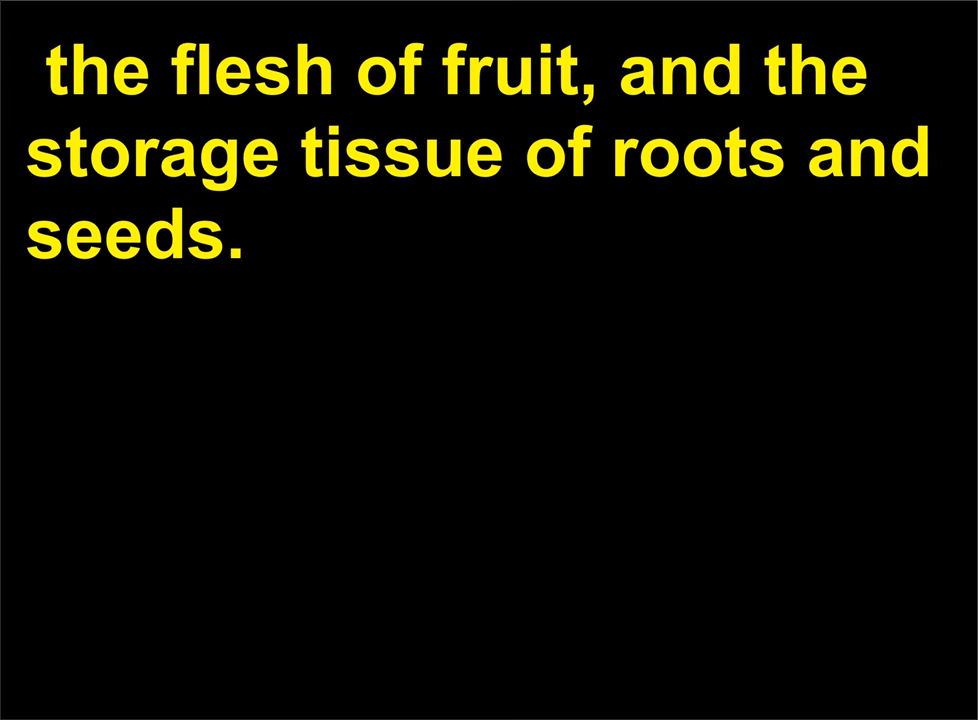 the flesh of fruit, and the
storage tissue of roots and
seeds.